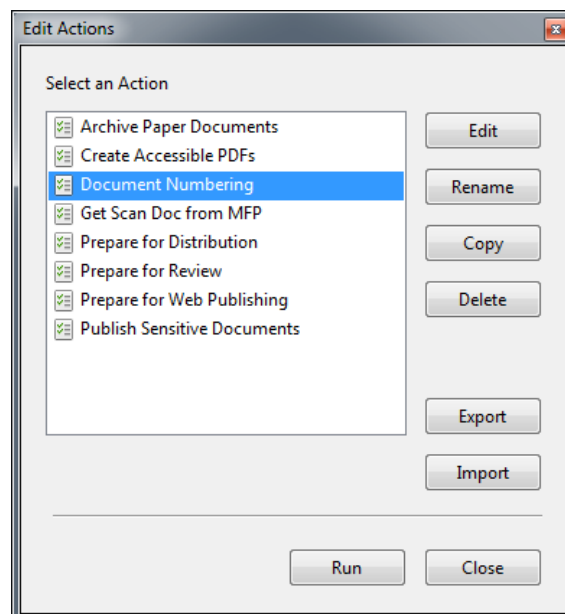 Edit Actions
Select an Action
Archive Paper Documents
Create Accessible PDFs
Document Numbering
Get Scan Doc from MFP
Prepare for Distribution
Prepare for Review
Prepare for Web Publishing
Publish Sensitive Documents
Edit
Rename
Copy
Delete
Export
Import
Run
Close